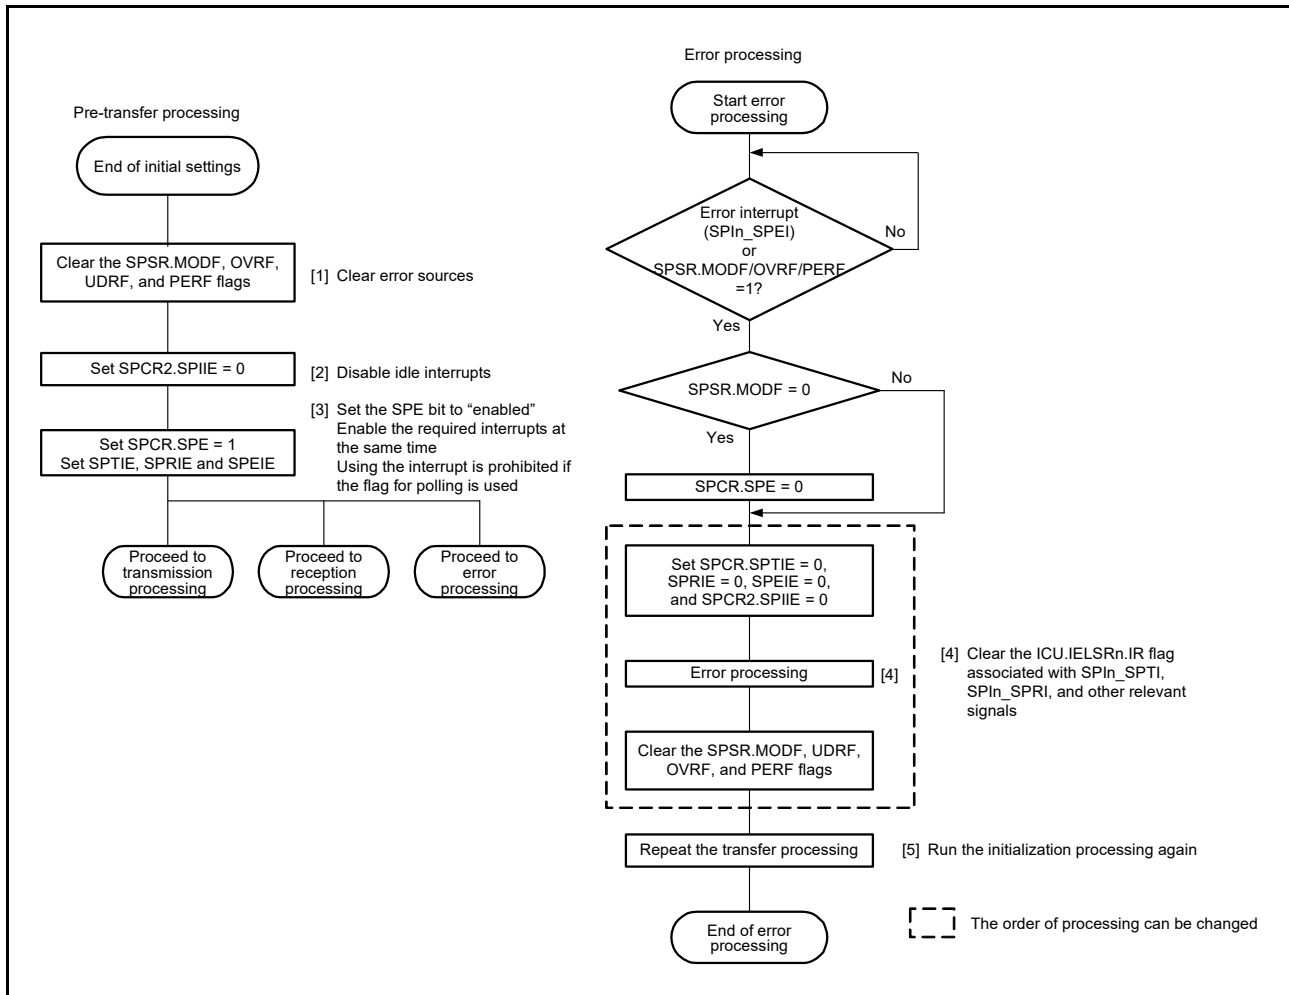 Pre-transfer processing
End of initial settings
Clear the SPSR.MODF, OVRF,
UDRF, and PERF flags
[1] Clear error sources
Set SPCR2.SPIIE = 0
[2] Disable idle interrupts
Set SPCR.SPE = 1
Set SPTIE, SPRIE and SPEIE
[3] Set the SPE bit to “enabled”
Enable the required interrupts at
the same time
Using the interrupt is prohibited if
the flag for polling is used
Proceed to
transmission
processing
Proceed to
reception
processing
Proceed to
error
processing
Error processing
Start error
processing
Error interrupt
(SPIn_SPEI)
or
SPSR.MODF/OVRF/PERF
=1?
No
Yes
SPSR.MODF = 0
No
Yes
SPCR.SPE = 0
Set SPCR.SPTIE = 0,
SPRIE = 0, SPEIE = 0,
and SPCR2.SPIIE = 0
Error processing
[4]
[4] Clear the ICU.IELSRn.IR flag
associated with SPIn_SPTI,
SPIn_SPRI, and other relevant
signals
Clear the SPSR.MODF, UDRF,
OVRF, and PERF flags
Repeat the transfer processing
[5] Run the initialization processing again
End of error
processing
The order of processing can be changed